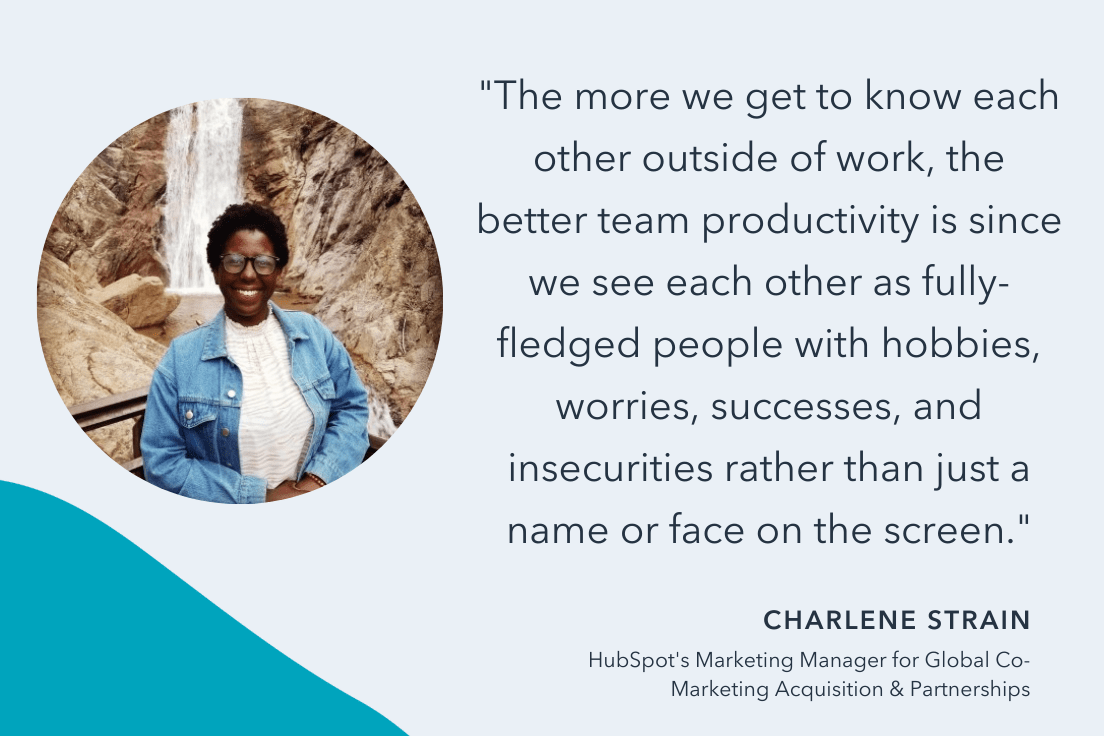 "The more we get to know each
other outside of work, the
better team productivity is since
we see each other as fully-
fledged people with hobbies,
worries, successes, and
insecurities rather than just a
name or face on the screen."
CHARLENE STRAIN
HubSpot's Marketing Manager for Global Co-
Marketing Acquisition & Partnerships